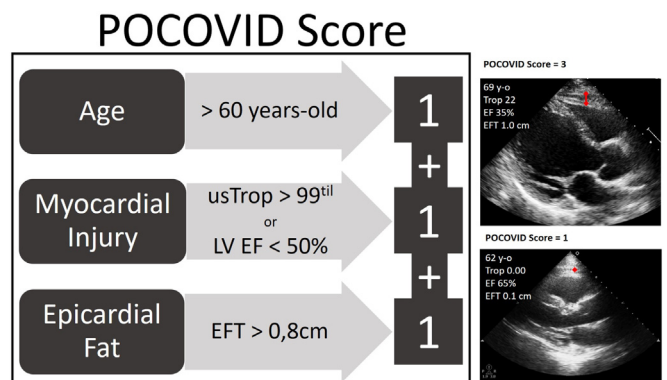 POCOVID Score
Age
> 60 years-old
1
+
Myocardial
Injury
usTrop > 99til
or
LV EF < 50%
1
+
Epicardial
Fat
EFT > 0,8cm
1
POCOVID Score = 3
69 y-o
Trop 22
EF 35%
EFT 1.0 cm
POCOVID Score = 1
62 y-o
Trop 0.00
EF 65%
EFT 0.1 cm